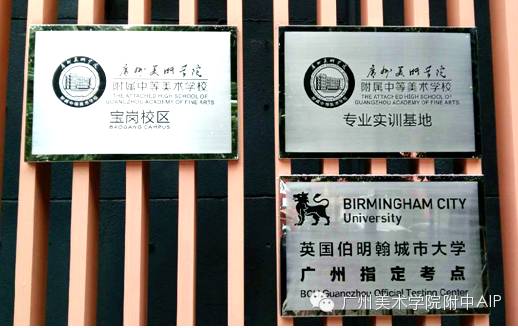 广州美术学院
附属中等美术学校
THE ATTACHED HIGH SCHOOL OF
GUANGZHOU ACADEMY OF FINE ARTS
宝岗校区
BAOGANG CAMPUS
广州美术学院
附属中等美术学校
THE ATTACHED HIGH SCHOOL OF
GUANGZHOU ACADEMY OF FINE ARTS
专业实训基地
BIRMINGHAM CITY
University
英国伯明翰城市大学
广州指定考点
BCU Guangzhou Official Testing Center
广州美术学院附中AIP